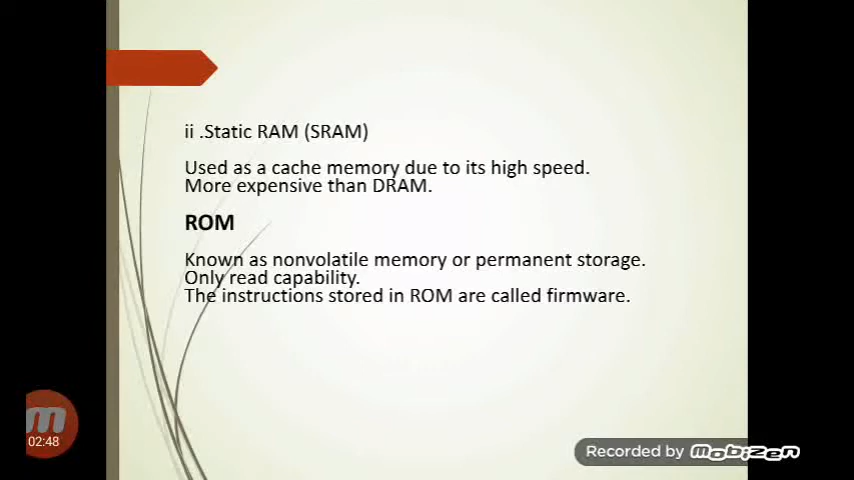 ii .Static RAM (SRAM)
Used as a cache memory due to its high speed.
More expensive than DRAM.
ROM
Known as nonvolatile memory or permanent storage.
Only read capability.
The instructions stored in ROM are called firmware.
m
02:48
Recorded by mobizen